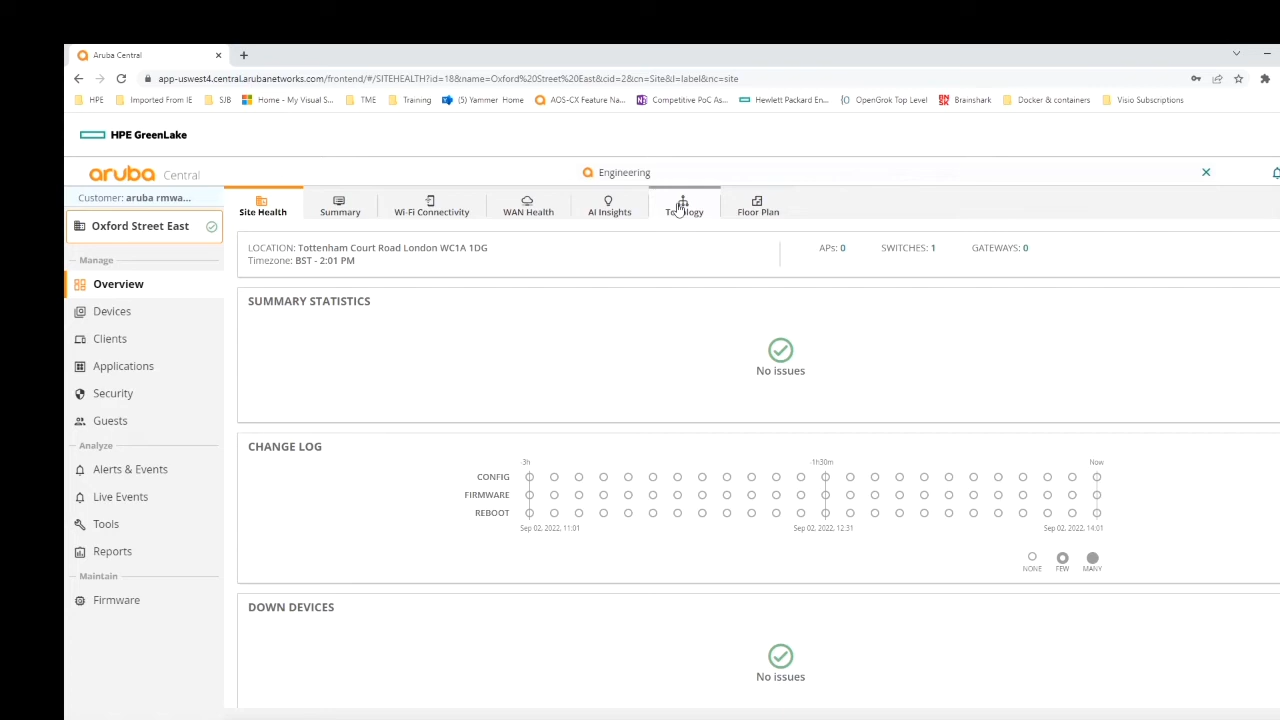 Aruba Central
app-uswest4.central.arubanetworks.com/frontend/#/SITEHEALTH?id=18&name=Oxford%20Street%20East&cid=2&cn=Site&l=label&nc=site
HPE Imported From IE SJB Home - My Visual S... TME Training (5) Yammer Home AOS-CX Feature Na... Competitive PoC As... Hewlett Packard En... OpenGrok Top Level Brainshark Docker & containers Visio Subscriptions
HPE GreenLake
aruba Central
Engineering
Customer: aruba rmwa...
Oxford Street East
Site Health Summary Wi-Fi Connectivity WAN Health AI Insights Topology Floor Plan
LOCATION: Tottenham Court Road London WC1A 1DG
Timezone: BST - 2:01 PM
APs: 0 SWITCHES: 1 GATEWAYS: 0
Manage
Overview
Devices
Clients
Applications
Security
Guests
Analyze
Alerts & Events
Live Events
Tools
Reports
Maintain
Firmware
SUMMARY STATISTICS
No issues
CHANGE LOG
3h -1h30m Now
CONFIG
FIRMWARE
REBOOT
Sep 02, 2022, 11:01 Sep 02, 2022, 12:31 Sep 02, 2022, 14:01
NONE FEW MANY
DOWN DEVICES
No issues